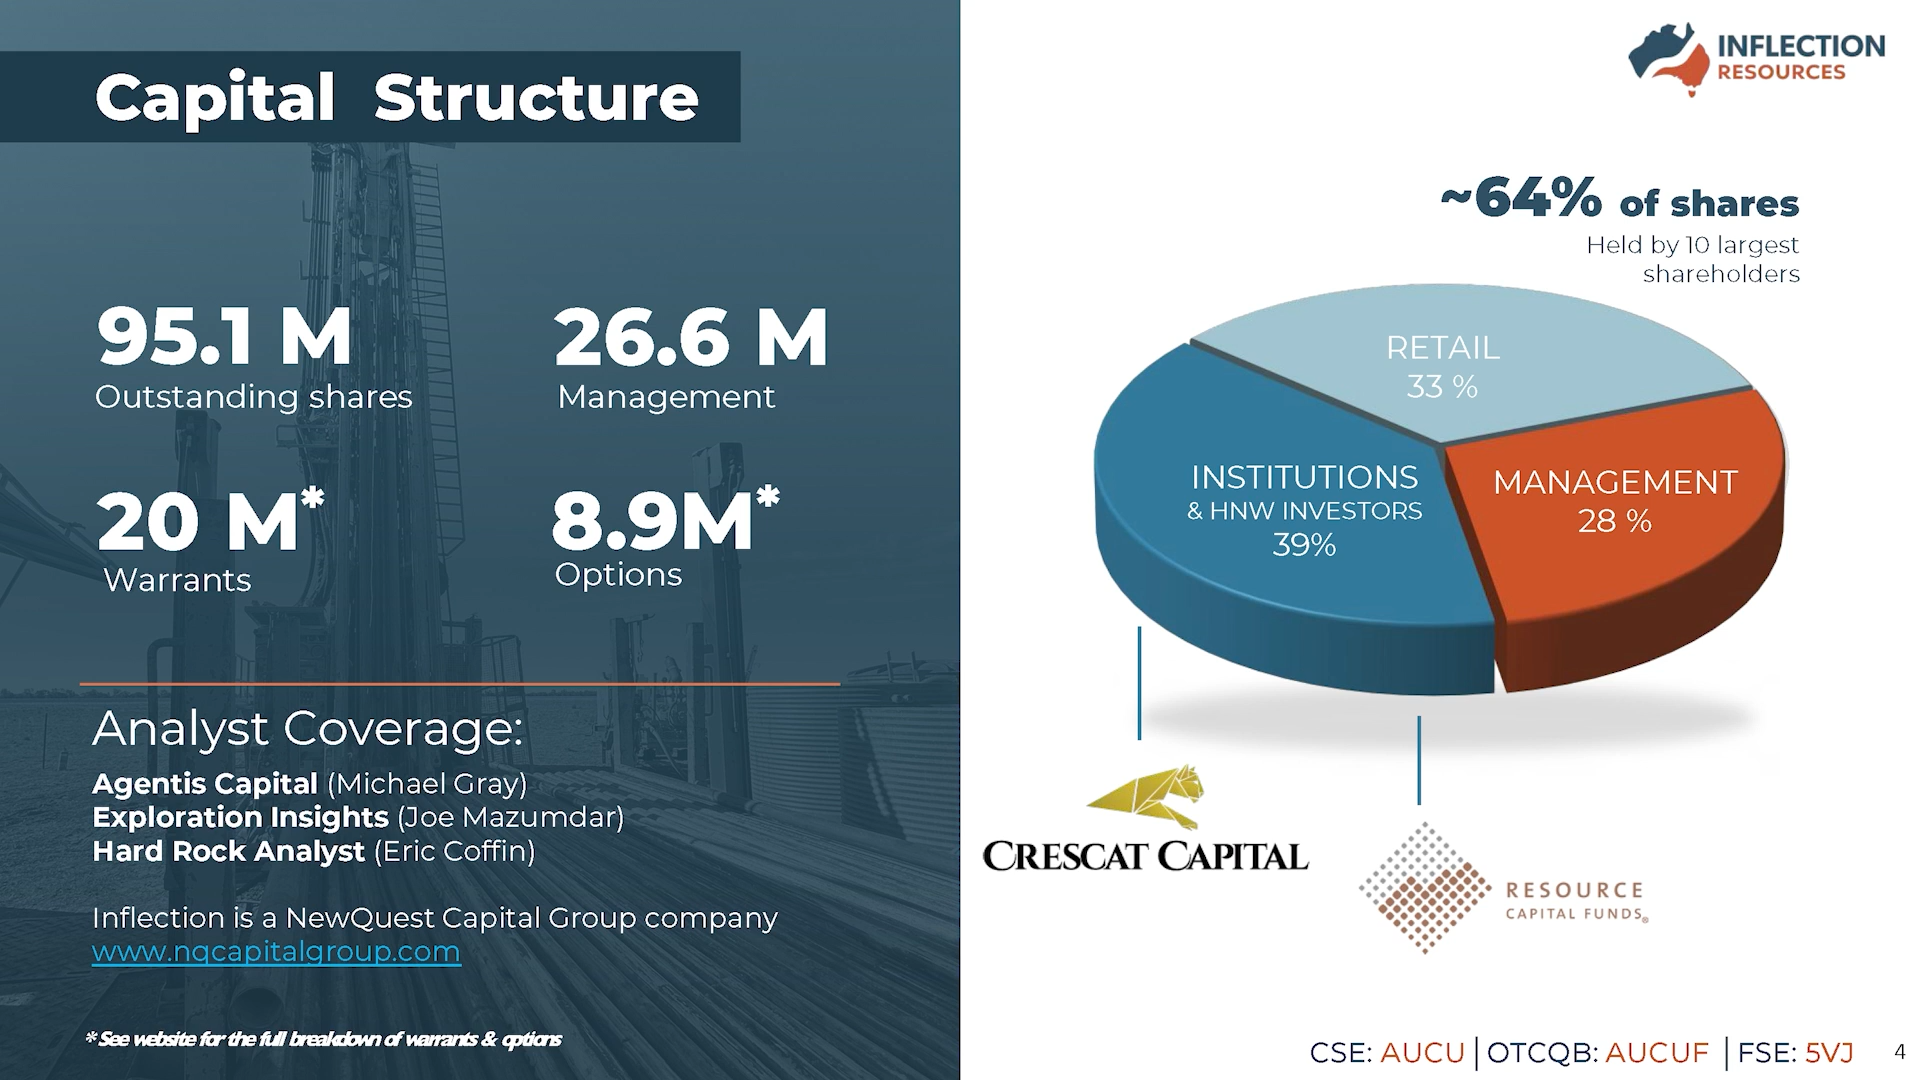 Capital Structure
95.1 M
Outstanding shares
26.6 M
Management
20 M*
Warrants
8.9M*
Options
Analyst Coverage:
Agentis Capital (Michael Gray)
Exploration Insights (Joe Mazumdar)
Hard Rock Analyst (Eric Coffin)
Inflection is a NewQuest Capital Group company
www.nqcapitalgroup.com
* See website for the full breakdown of warrants & options
INFLECTION
RESOURCES
~64% of shares
Held by 10 largest
shareholders
RETAIL
33 %
INSTITUTIONS
& HNW INVESTORS
39%
MANAGEMENT
28 %
CRESCAT CAPITAL
RESOURCE
CAPITAL FUNDS®
CSE: AUCU | OTCQB: AUCUF | FSE: 5VJ
4